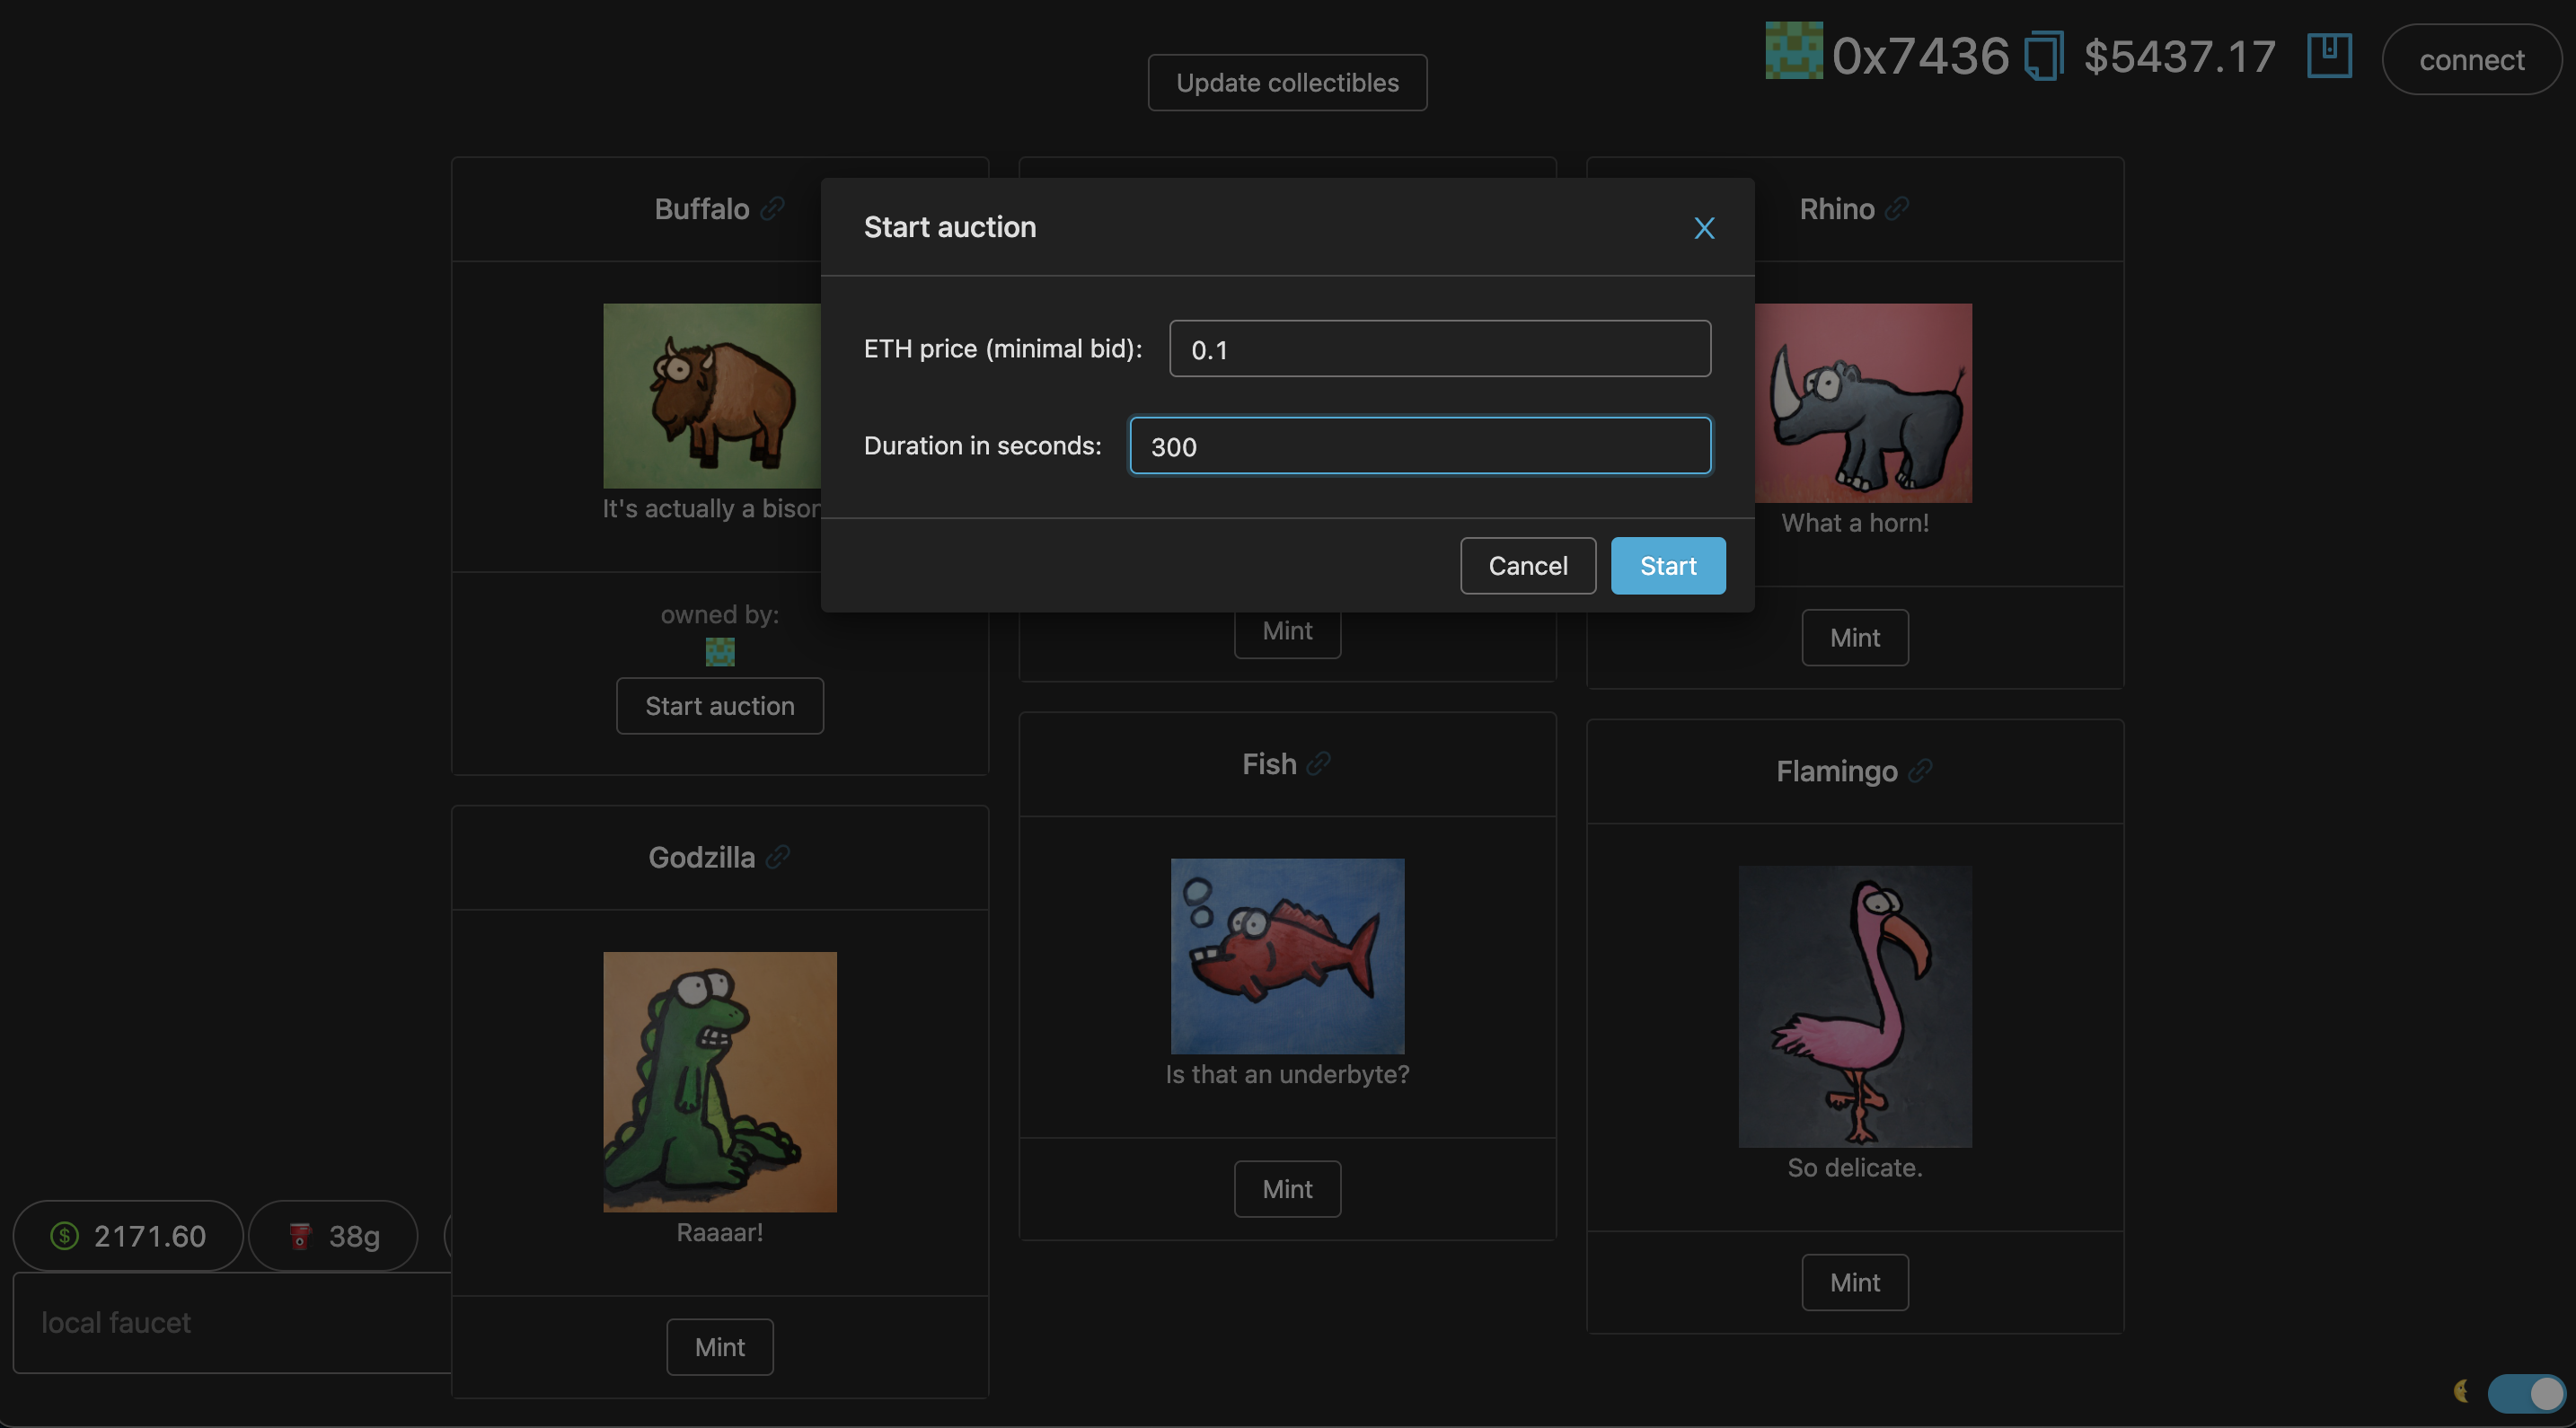 0x7436 $5437.17 connect
Update collectibles
Buffalo
Rhino
Start auction X
ETH price (minimal bid): 0.1
Duration in seconds: 300
Cancel Start
It's actually a bison
What a horn!
owned by:
Start auction
Mint
Mint
Fish
Flamingo
Godzilla
Is that an underbyte?
So delicate.
Raaaar!
Mint
Mint
Mint
$ 2171.60 38g
local faucet